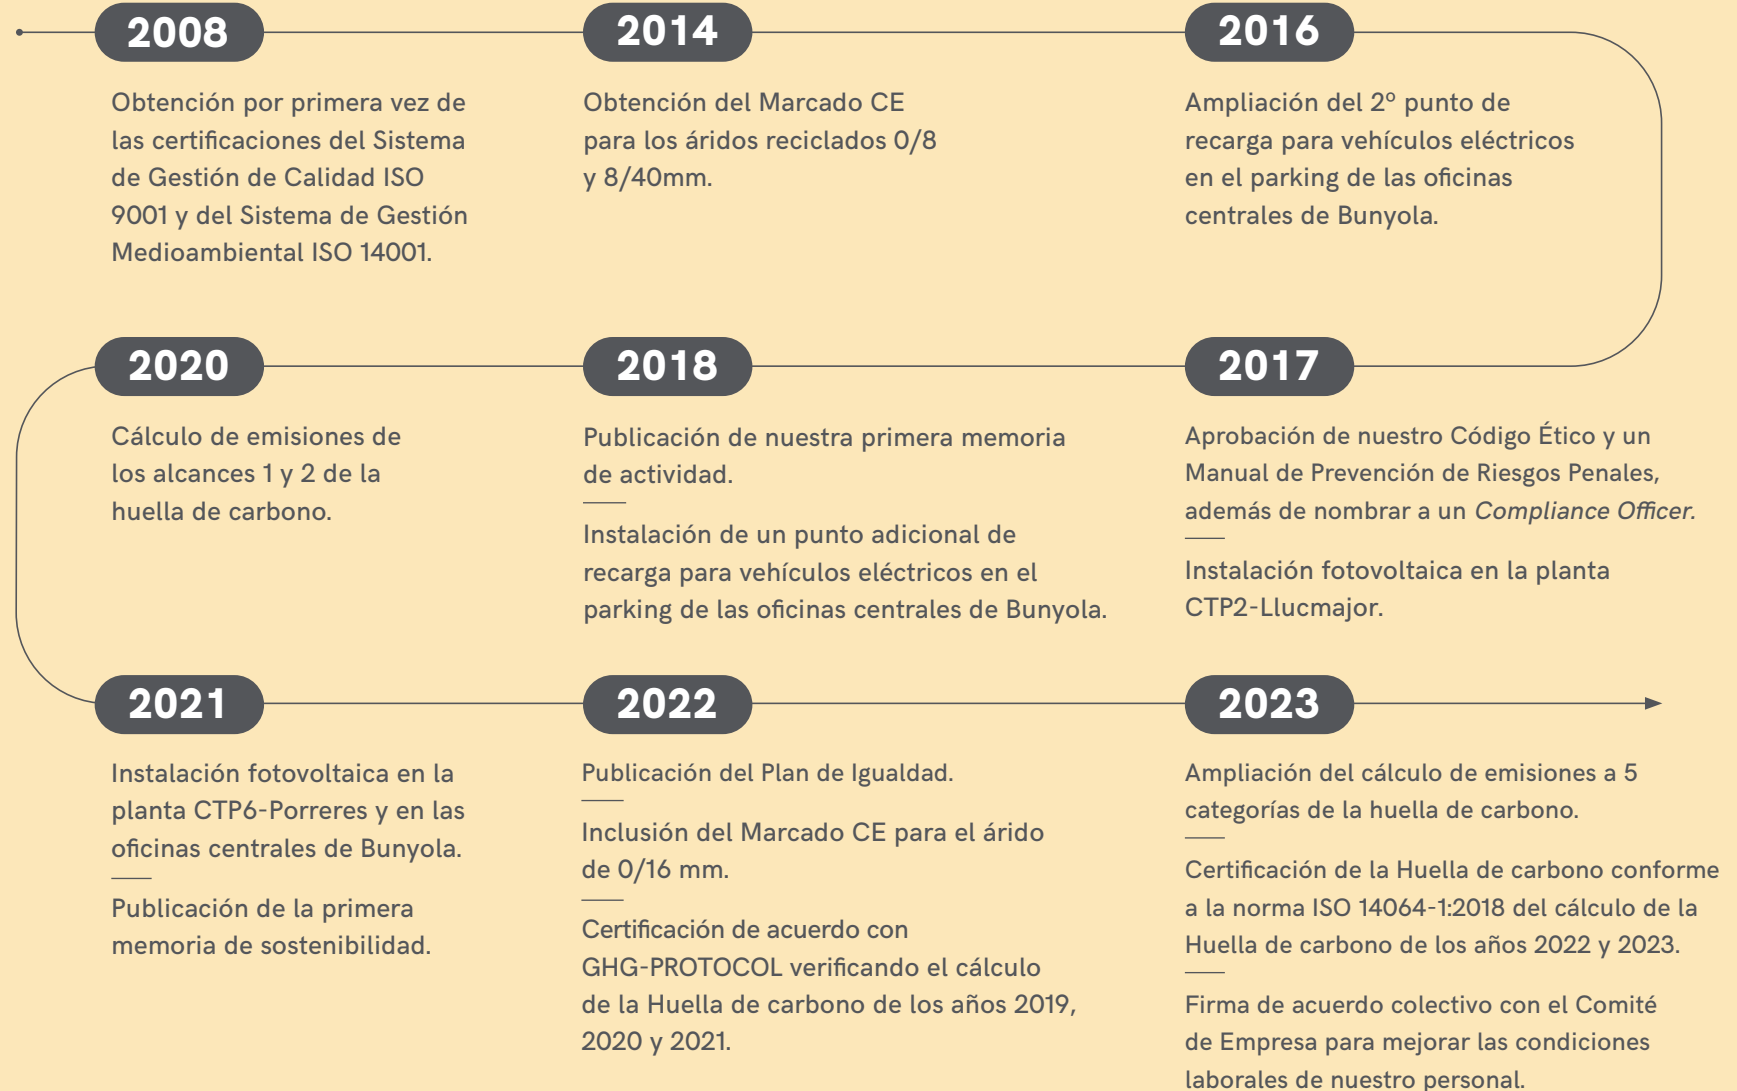 2008
Obtención por primera vez de
las certificaciones del Sistema
de Gestión de Calidad ISO
9001 y del Sistema de Gestión
Medioambiental ISO 14001.
2014
Obtención del Marcado CE
para los áridos reciclados 0/8
y 8/40mm.
2016
Ampliación del 2º punto de
recarga para vehículos eléctricos
en el parking de las oficinas
centrales de Bunyola.
2017
Aprobación de nuestro Código Ético y un
Manual de Prevención de Riesgos Penales,
además de nombrar a un Compliance Officer.
Instalación fotovoltaica en la planta
CTP2-Llucmajor.
2018
Publicación de nuestra primera memoria
de actividad.
Instalación de un punto adicional de
recarga para vehículos eléctricos en el
parking de las oficinas centrales de Bunyola.
2020
Cálculo de emisiones de
los alcances 1 y 2 de la
huella de carbono.
2021
Instalación fotovoltaica en la
planta CTP6-Porreres y en las
oficinas centrales de Bunyola.
Publicación de la primera
memoria de sostenibilidad.
2022
Publicación del Plan de Igualdad.
Inclusión del Marcado CE para el árido
de 0/16 mm.
Certificación de acuerdo con
GHG-PROTOCOL verificando el cálculo
de la Huella de carbono de los años 2019,
2020 y 2021.
2023
Ampliación del cálculo de emisiones a 5
categorías de la huella de carbono.
Certificación de la Huella de carbono conforme
a la norma ISO 14064-1:2018 del cálculo de la
Huella de carbono de los años 2022 y 2023.
Firma de acuerdo colectivo con el Comité
de Empresa para mejorar las condiciones
laborales de nuestro personal.